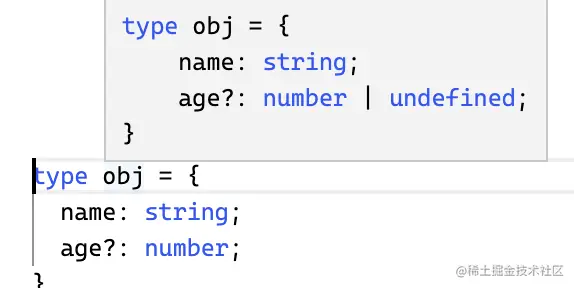 type obj = {
    name: string;
    age?: number | undefined;
}
type obj = {
  name: string;
  age?: number;
}
@稀土掘金技术社区